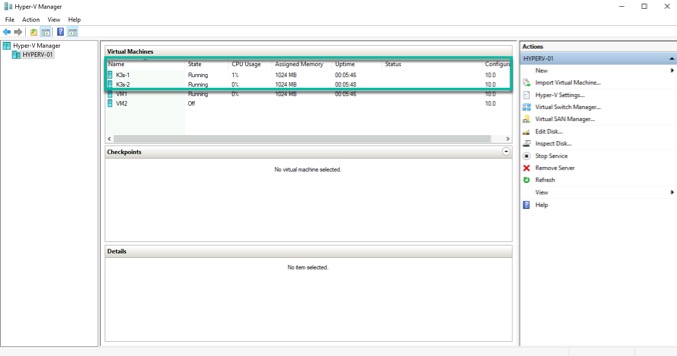 Hyper-V Manager
File Action View Help
Hyper-V Manager
HYPERV-01
Virtual Machines
Name State CPU Usage Assigned Memory Uptime Status Configura
K3s-1 Running 1% 1024 MB 00:05:46 10.0
K3s-2 Running 0% 1024 MB 00:05:48 10.0
VM1 Running 0% 1024 MB 00:05:46 10.0
VM2 Off 10.0
Checkpoints
No virtual machine selected.
Details
No item selected.
Actions
HYPERV-01
New
Import Virtual Machine...
Hyper-V Settings...
Virtual Switch Manager...
Virtual SAN Manager...
Edit Disk...
Inspect Disk...
Stop Service
Remove Server
Refresh
View
Help